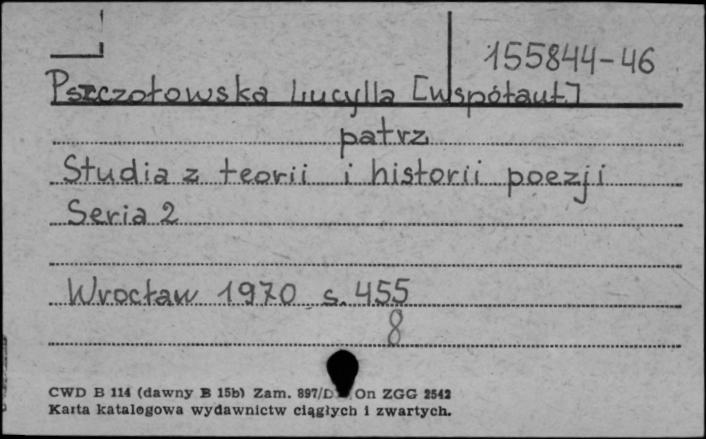 155844-46
Pszczołowska Lucylla [współaut.]
patrz
Studia z teorii i historii poezji
Seria 2
Wrocław 1970 s. 455
8
CWD B 114 (dawny B 15b) Zam. 897/D On ZGG 2542
Karta katalogowa wydawnictw ciągłych i zwartych.